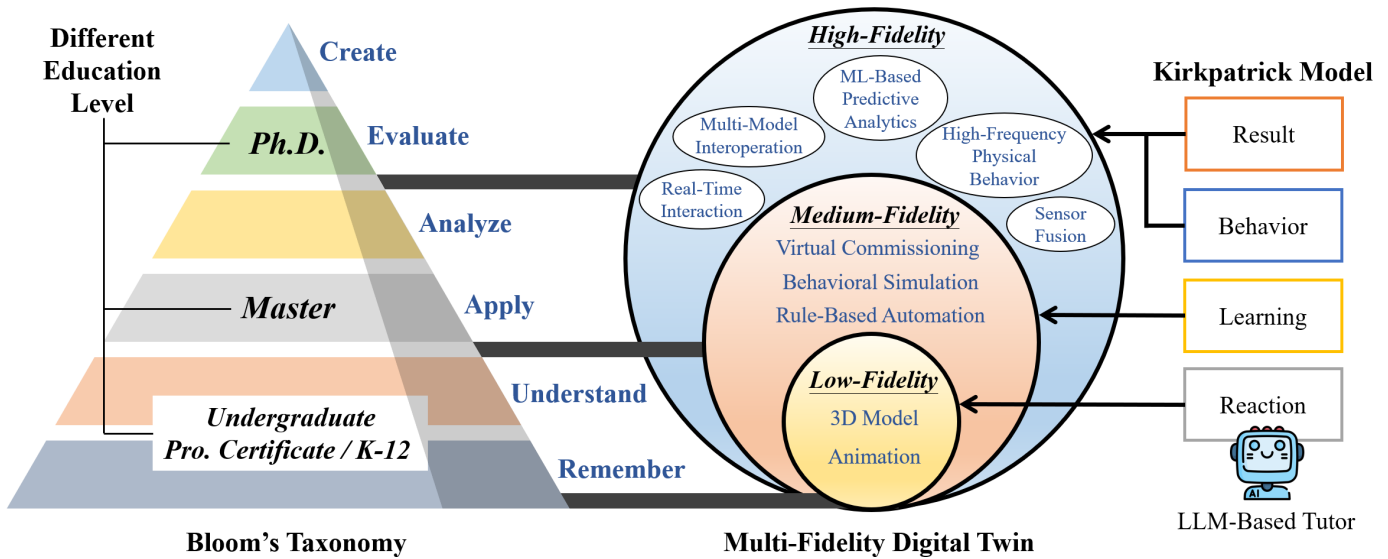 Different
Education
Level
Create
Evaluate
Analyze
Apply
Understand
Remember
Ph.D.
Master
Undergraduate
Pro. Certificate / K-12
Bloom's Taxonomy
High-Fidelity
ML-Based
Predictive
Analytics
Multi-Model
Interoperation
High-Frequency
Physical
Behavior
Real-Time
Interaction
Sensor
Fusion
Medium-Fidelity
Virtual Commissioning
Behavioral Simulation
Rule-Based Automation
Low-Fidelity
3D Model
Animation
Multi-Fidelity Digital Twin
Kirkpatrick Model
Result
Behavior
Learning
Reaction
AI
LLM-Based Tutor